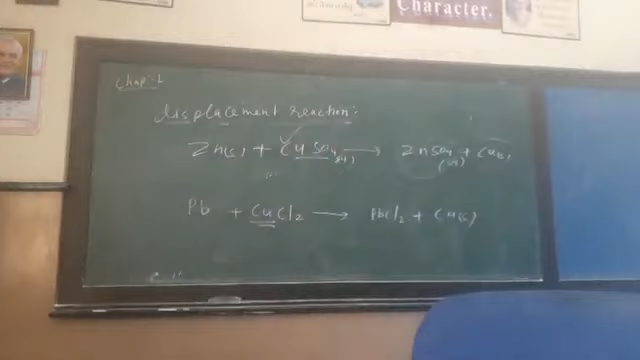 Character.
Chap:-1
Displacement reaction:
Zn(s) + CuSO4(aq) → ZnSO4(aq) + Cu(s)
Pb + CuCl2 → PbCl2 + Cu(s)